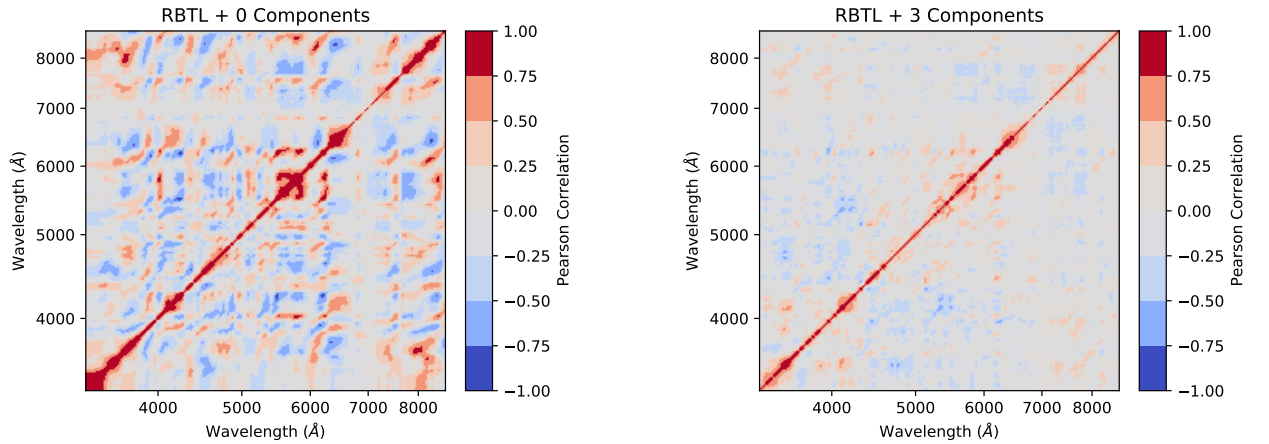 RBTL + 0 Components
8000
7000
6000
5000
4000
Wavelength (Å)
4000 5000 6000 7000 8000
Wavelength (Å)
1.00
0.75
0.50
0.25
0.00
−0.25
−0.50
−0.75
−1.00
Pearson Correlation
RBTL + 3 Components
8000
7000
6000
5000
4000
Wavelength (Å)
4000 5000 6000 7000 8000
Wavelength (Å)
1.00
0.75
0.50
0.25
0.00
−0.25
−0.50
−0.75
−1.00
Pearson Correlation